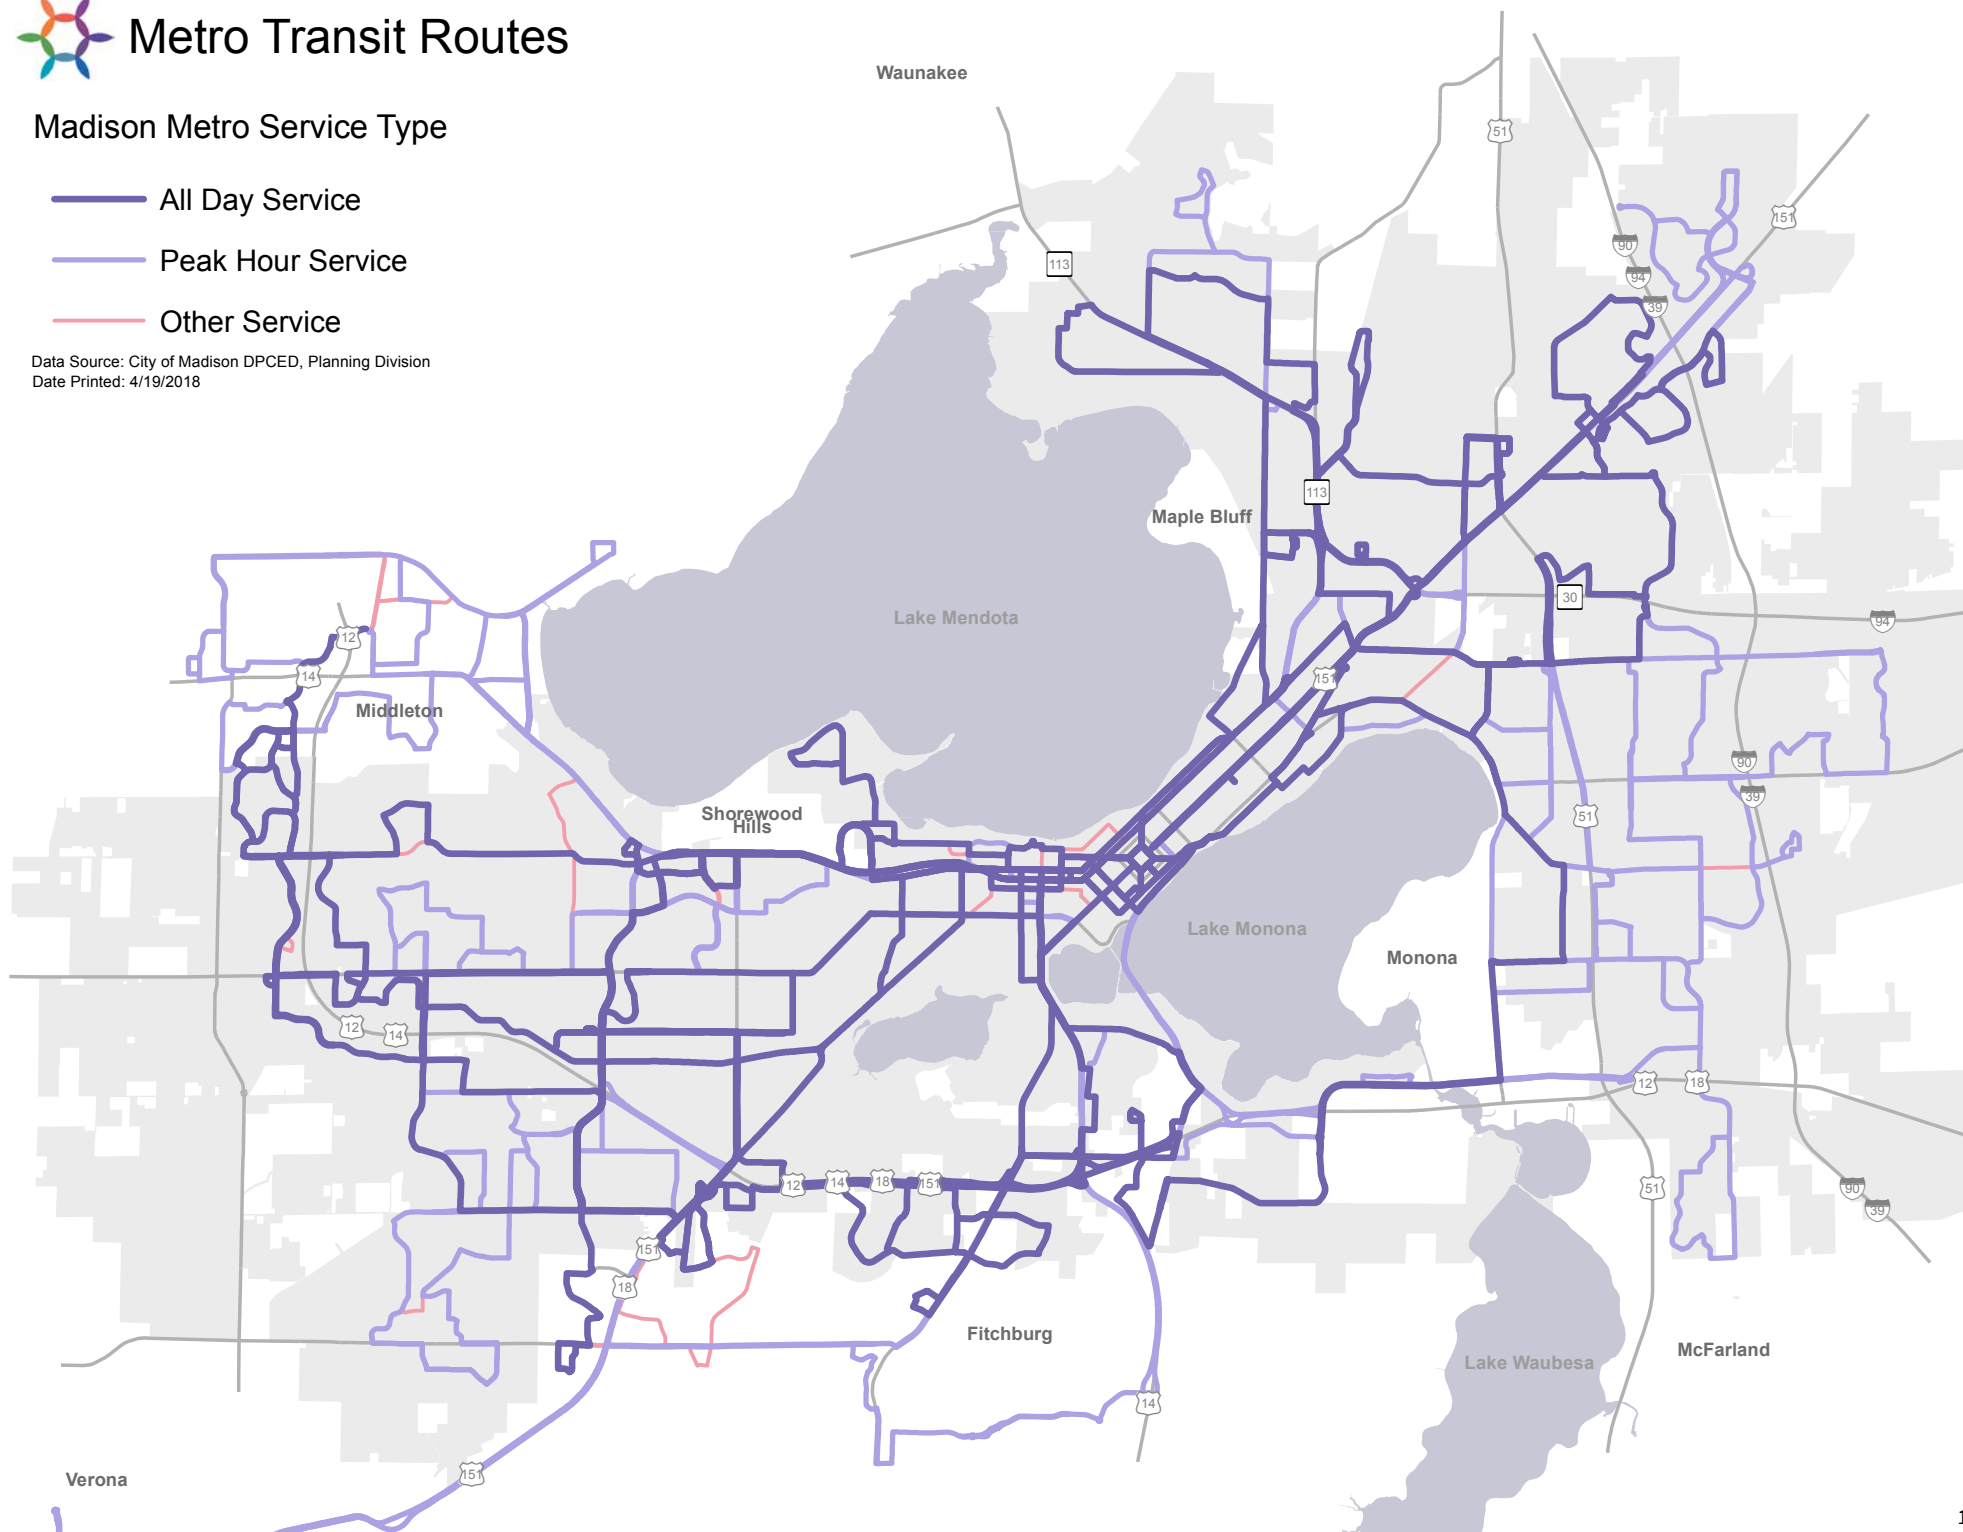 Metro Transit Routes
Madison Metro Service Type
All Day Service
Peak Hour Service
Other Service
Data Source: City of Madison DPCED, Planning Division
Date Printed: 4/19/2018
Waunakee
51
151
90
94
39
113
Maple Bluff
113
Lake Mendota
30
94
12
14
151
Middleton
90
39
51
Shorewood
Hills
Lake Monona
Monona
12
14
12
18
12
14
18
151
90
51
39
151
18
Fitchburg
McFarland
Lake Waubesa
14
151
Verona
1